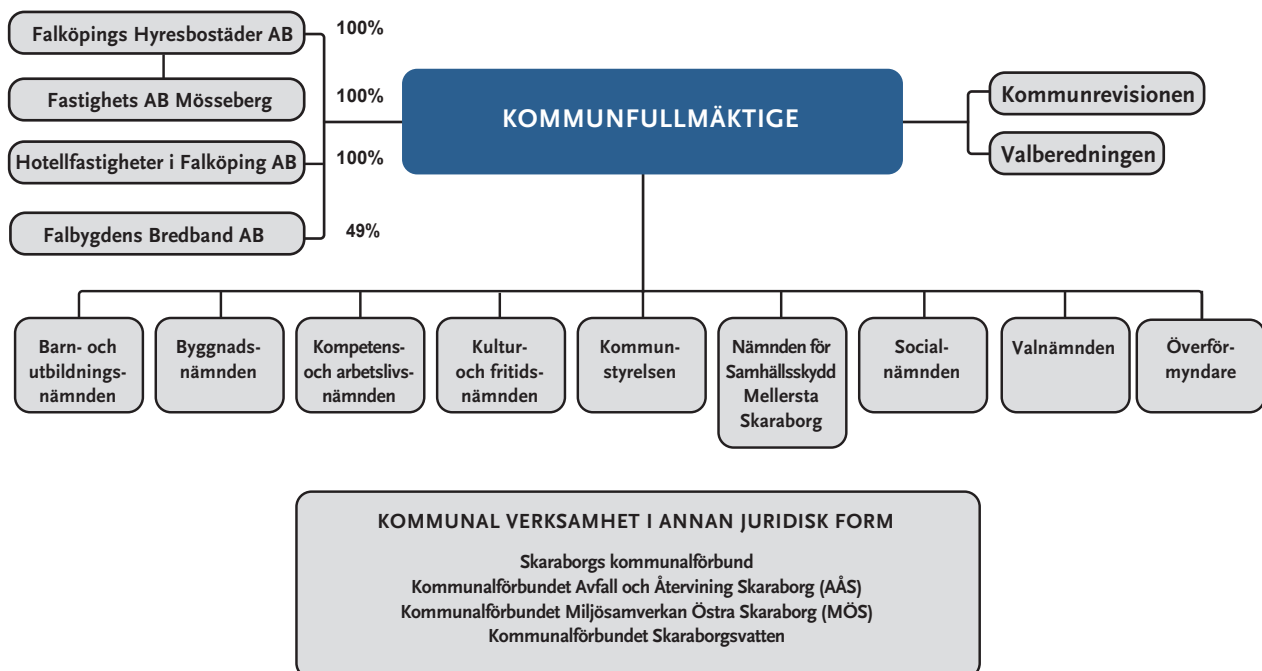 Falköpings Hyresbostäder AB
100%
Fastighets AB Mösseberg
100%
Hotellfastigheter i Falköping AB
100%
Falbygdens Bredband AB
49%
KOMMUNFULLMÄKTIGE
Kommunrevisionen
Valberedningen
Barn- och
utbildnings-
nämnden
Byggnads-
nämnden
Kompetens-
och arbetslivs-
nämnden
Kultur-
och fritids-
nämnden
Kommun-
styrelsen
Nämnden för
Samhällsskydd
Mellersta
Skaraborg
Social-
nämnden
Valnämnden
Överför-
myndare
KOMMUNAL VERKSAMHET I ANNAN JURIDISK FORM
Skaraborgs kommunalförbund
Kommunalförbundet Avfall och Återvining Skaraborg (AÅS)
Kommunalförbundet Miljösamverkan Östra Skaraborg (MÖS)
Kommunalförbundet Skaraborgsvatten